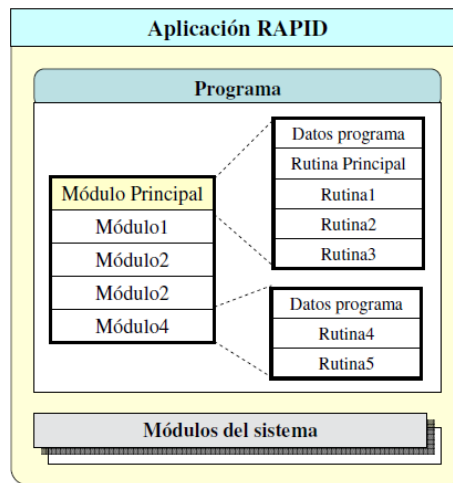 Aplicación RAPID
Programa
Módulo Principal
Módulo1
Módulo2
Módulo2
Módulo4
Datos programa
Rutina Principal
Rutina1
Rutina2
Rutina3
Datos programa
Rutina4
Rutina5
Módulos del sistema